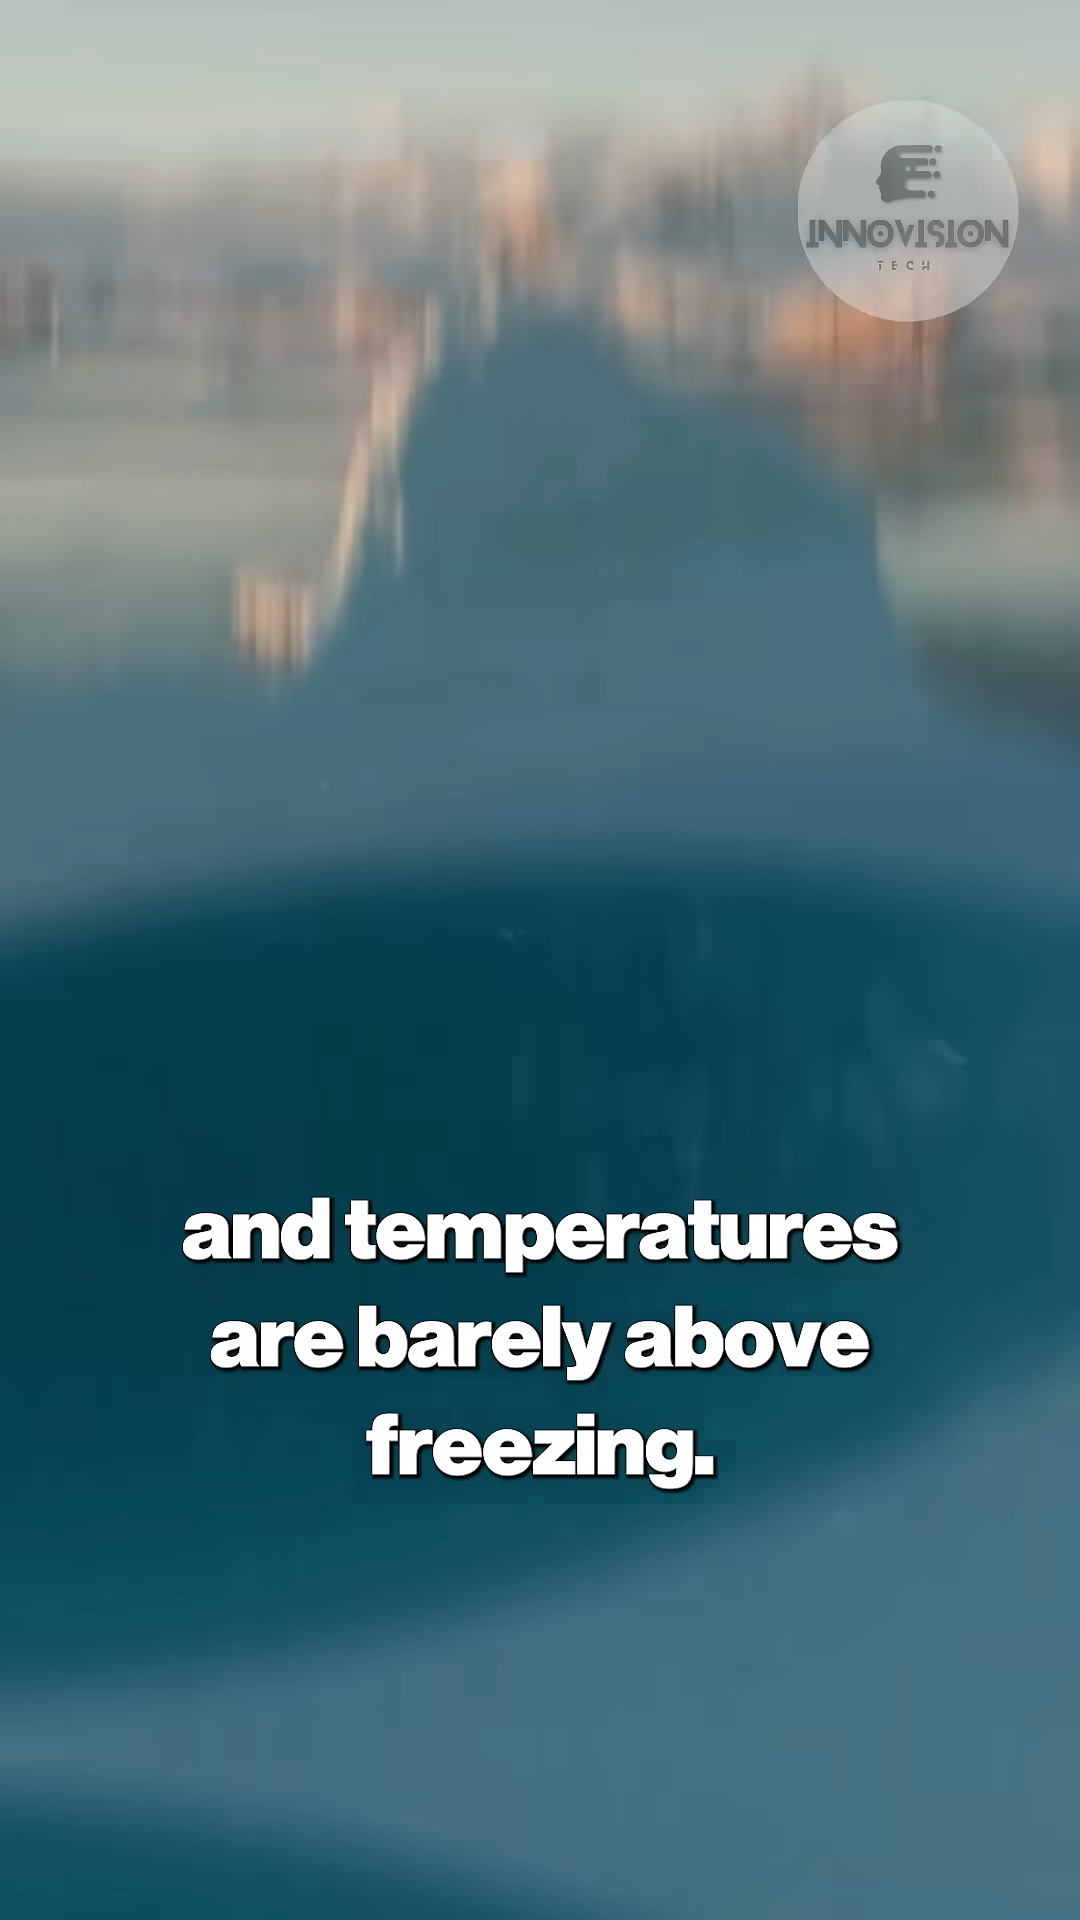 INNOVISION
TECH
and temperatures
are barely above
freezing.